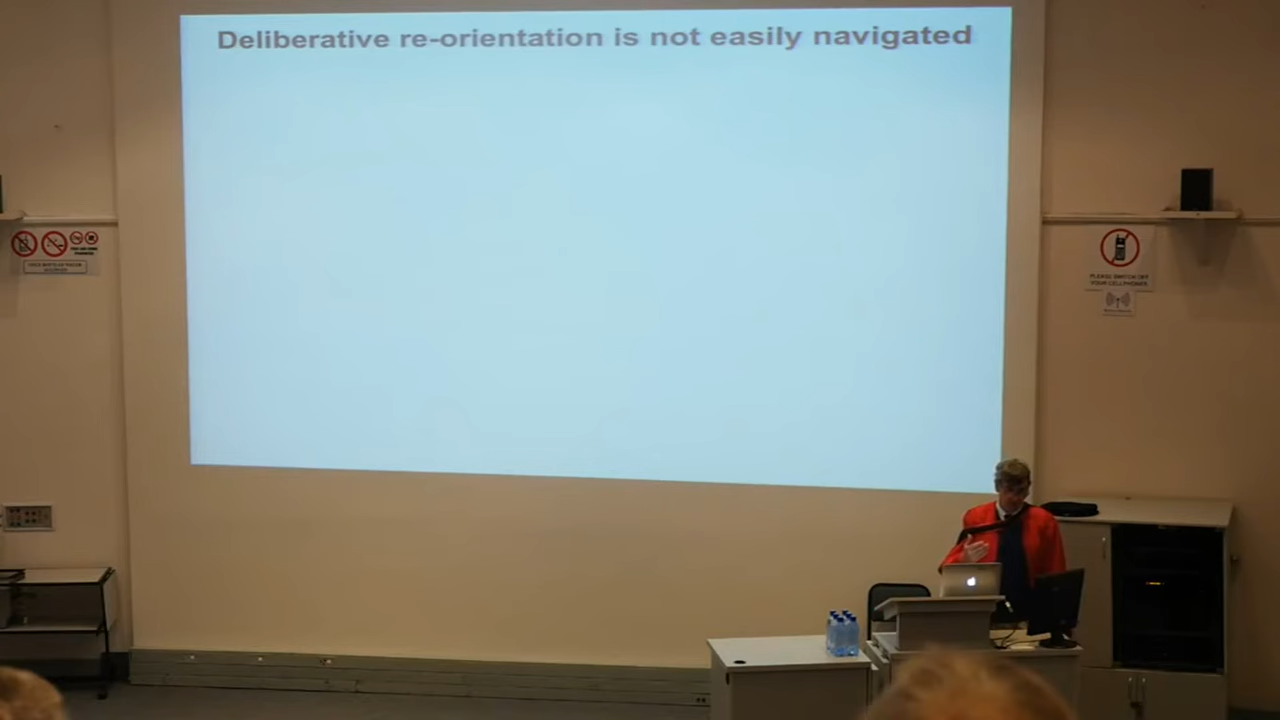 Deliberative re-orientation is not easily navigated
PLEASE SWITCH OFF
YOUR CELLPHONES